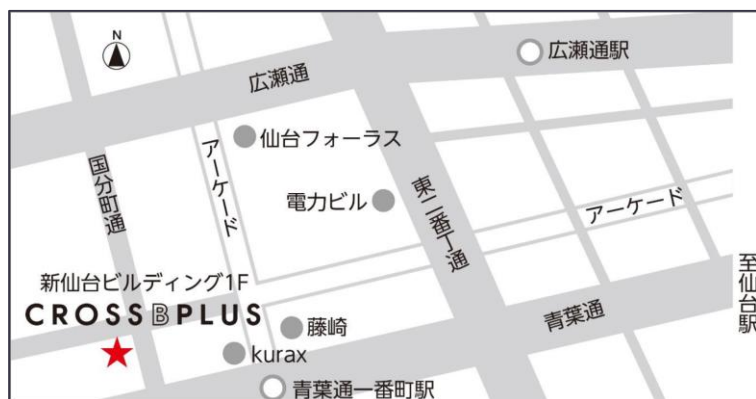 N
広瀬通駅
広瀬通
仙台フォーラス
アーケード
国分町通
電力ビル
東二番丁通
アーケード
新仙台ビルディング1F
CROSS B PLUS
至仙台駅
青葉通
藤崎
kurax
青葉通一番町駅